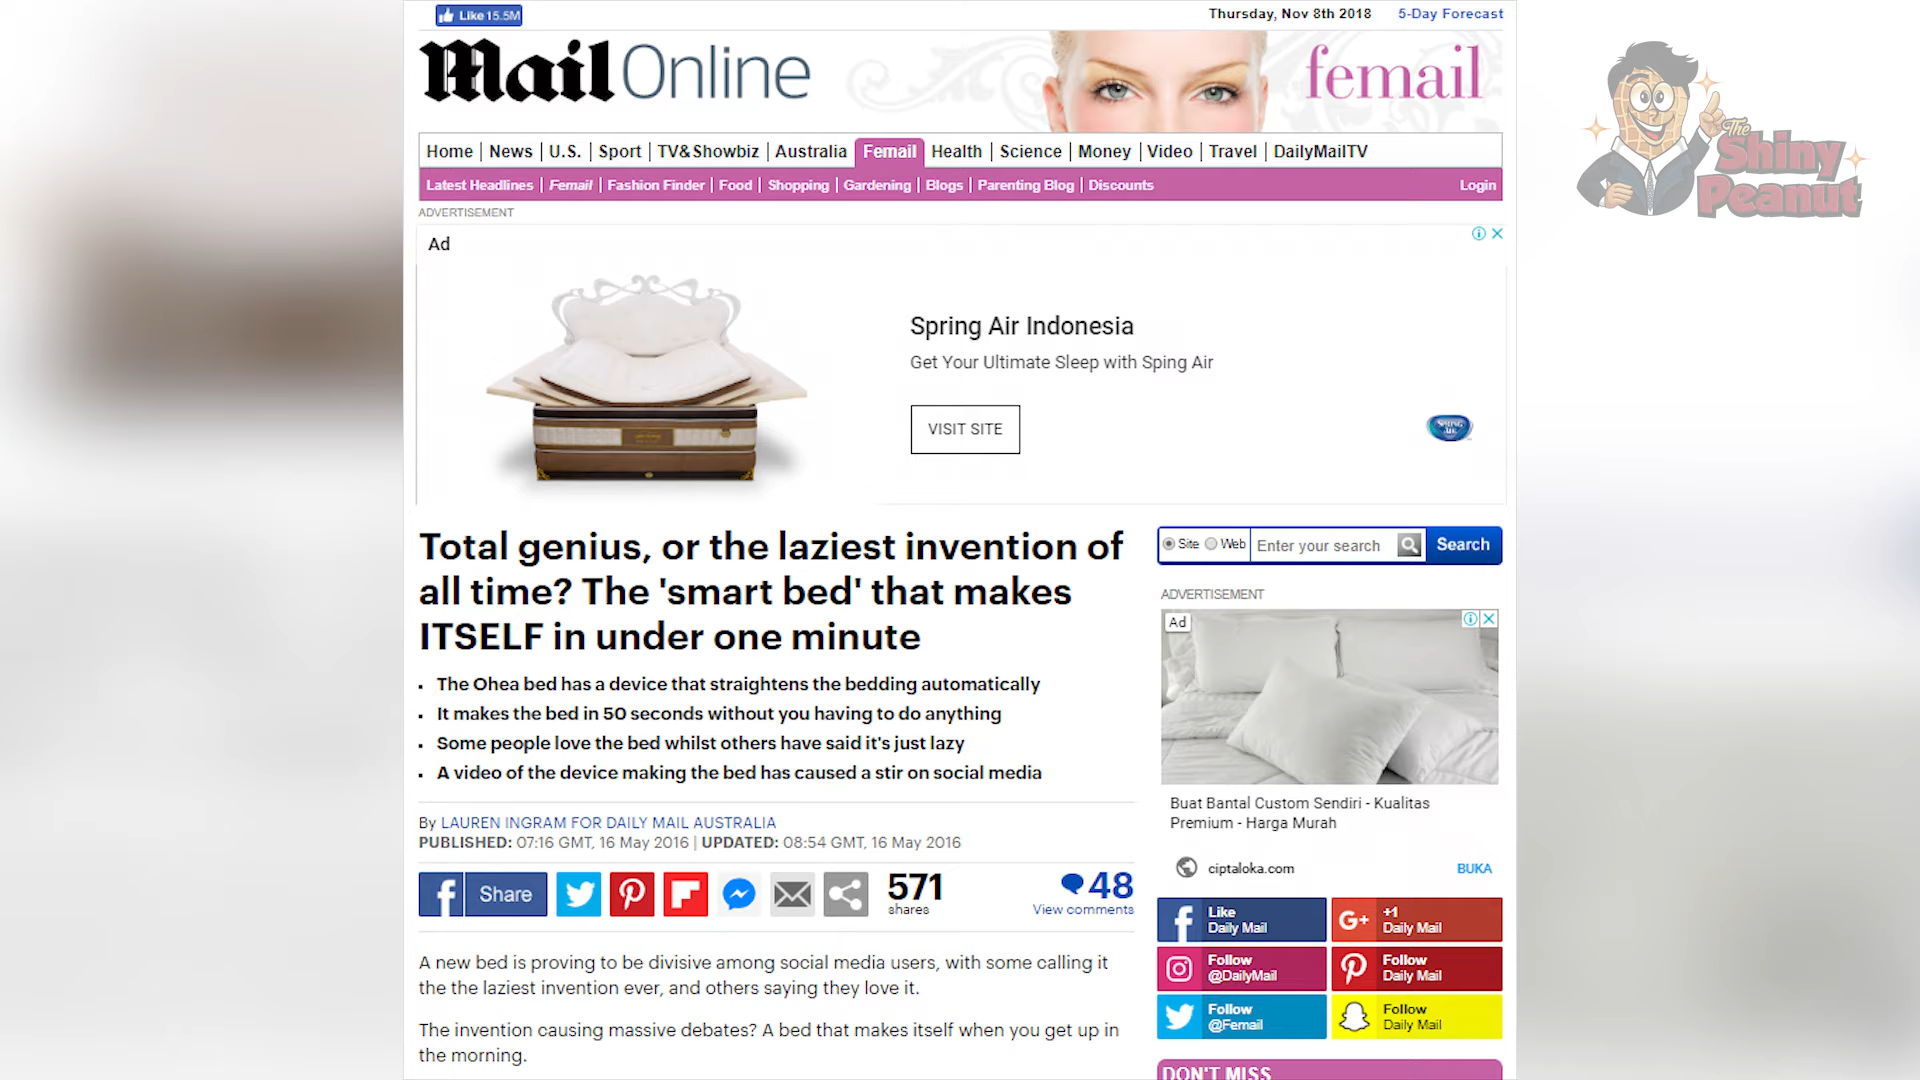 Like 15.5M
Thursday, Nov 8th 2018
5-Day Forecast
Mail Online
femail
The Shiny Peanut
Home News U.S. Sport TV&Showbiz Australia Femail Health Science Money Video Travel DailyMailTV
Latest Headlines Femail Fashion Finder Food Shopping Gardening Blogs Parenting Blog Discounts Login
ADVERTISEMENT
Ad
Spring Air Indonesia
Get Your Ultimate Sleep with Sping Air
VISIT SITE
SPRING AIR
Total genius, or the laziest invention of
all time? The 'smart bed' that makes
ITSELF in under one minute
The Ohea bed has a device that straightens the bedding automatically
It makes the bed in 50 seconds without you having to do anything
Some people love the bed whilst others have said it's just lazy
A video of the device making the bed has caused a stir on social media
By LAUREN INGRAM FOR DAILY MAIL AUSTRALIA
PUBLISHED: 07:16 GMT, 16 May 2016 | UPDATED: 08:54 GMT, 16 May 2016
Share
571
shares
48
View comments
A new bed is proving to be divisive among social media users, with some calling it
the the laziest invention ever, and others saying they love it.
The invention causing massive debates? A bed that makes itself when you get up in
the morning.
Site Web Enter your search Search
ADVERTISEMENT
Ad
Buat Bantal Custom Sendiri - Kualitas
Premium - Harga Murah
ciptaloka.com
BUKA
Like
Daily Mail
G+ +1
Daily Mail
Follow
@DailyMail
Follow
Daily Mail
Follow
@Femail
Follow
Daily Mail
DON'T MISS